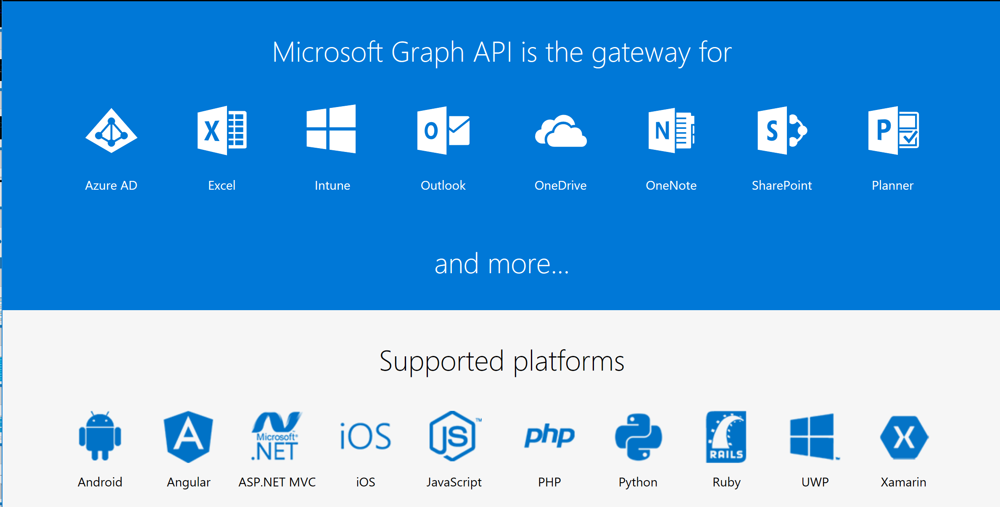 Microsoft Graph API is the gateway for
X
O
N
S
P
Azure AD Excel Intune Outlook OneDrive OneNote SharePoint Planner
and more...
Supported platforms
A
Microsoft
.NET
iOS
JS TM
php
RAILS
X
Android Angular ASP.NET MVC iOS JavaScript PHP Python Ruby UWP Xamarin